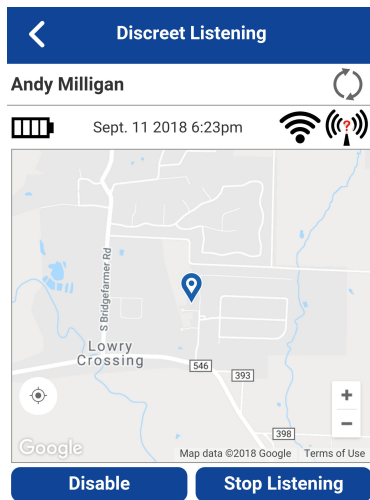 Discreet Listening
Andy Milligan
Sept. 11 2018 6:23pm
?
S Bridgefarmer Rd
Lowry
Crossing
546
393
+
−
398
Google
Map data ©2018 Google Terms of Use
Disable
Stop Listening